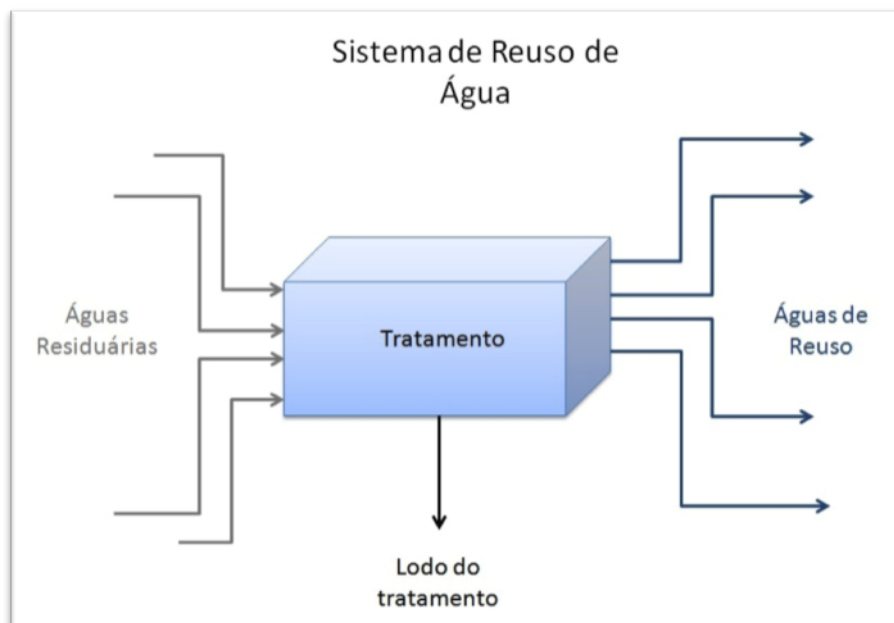 Sistema de Reuso de
Água
Águas
Residuárias
Tratamento
Águas de
Reuso
Lodo do
tratamento